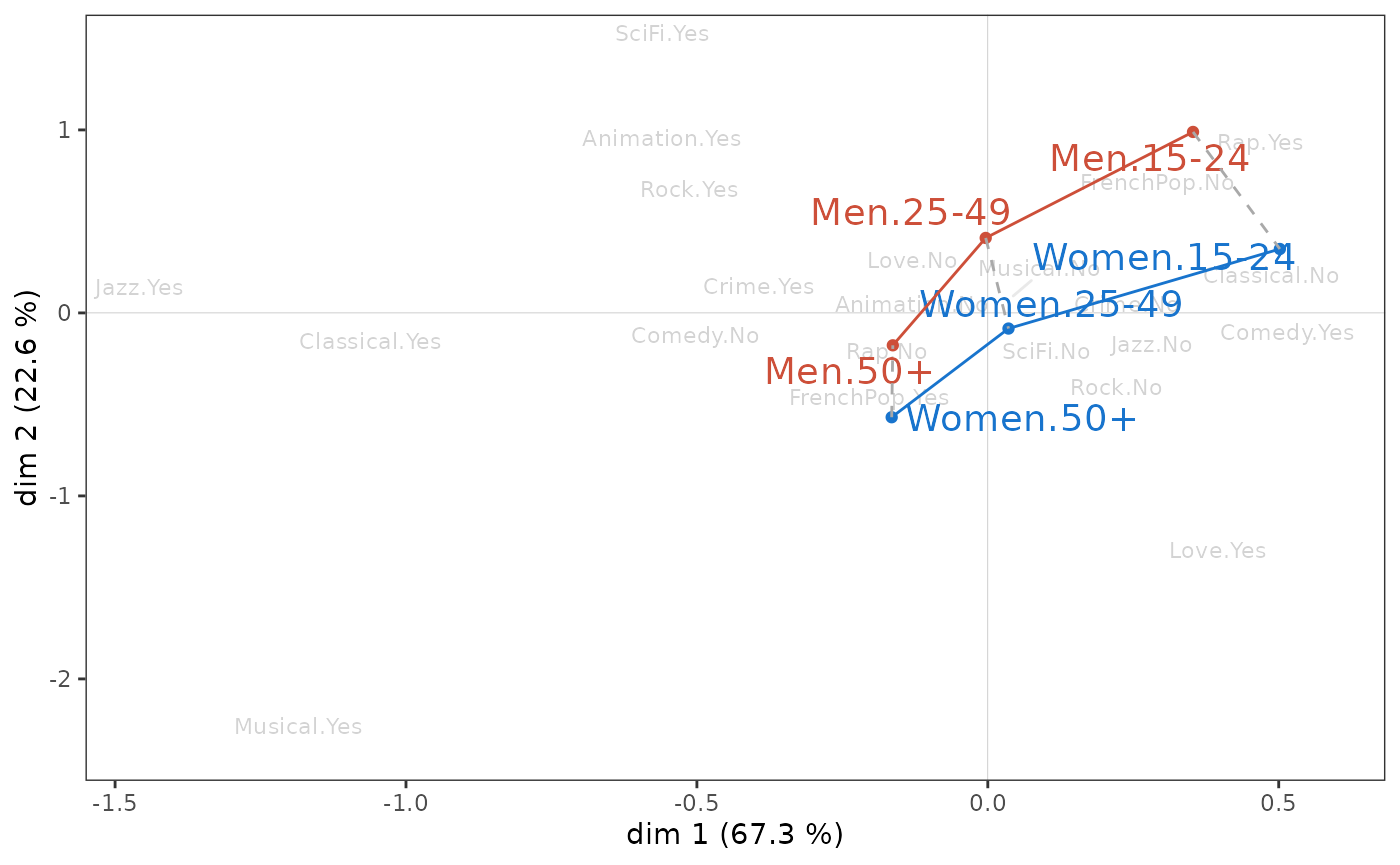 SciFi.Yes
1
Animation.Yes
Rap.Yes
Men.15-24
Rock.Yes
FrenchPop.No
Men.25-49
Love.No
Musical.No
Women.15-24
Jazz.Yes
Crime.Yes
Classical.No
0
Animation.No
Women.25-49
Crime.No
Classical.Yes
Comedy.No
Comedy.Yes
Rap.No
SciFi.No
Jazz.No
Men.50+
Rock.No
FrenchPop.Yes
Women.50+
-1
Love.Yes
-2
Musical.Yes
dim 2 (22.6 %)
-1.5
-1.0
-0.5
0.0
0.5
dim 1 (67.3 %)